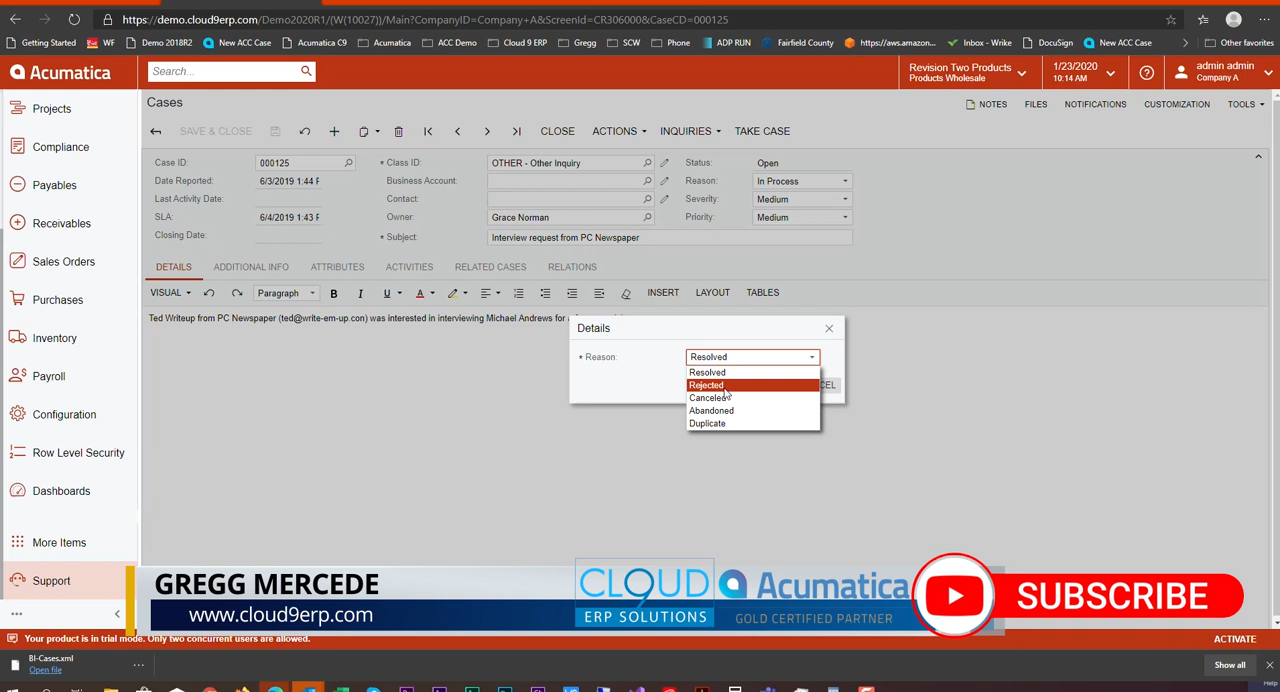 https://demo.cloud9erp.com/Demo2020R1/(W(10027))/Main?CompanyID=Company+A&ScreenId=CR306000&CaseCD=000125
Getting Started WF Demo 2018R2 New ACC Case Acumatica C9 Acumatica ACC Demo Cloud 9 ERP Gregg SCW Phone ADP RUN Fairfield County https://aws.amazon... Inbox - Wrike DocuSign New ACC Case Other favorites
Acumatica
Search...
Revision Two Products
Products Wholesale
1/23/2020
10:14 AM
admin admin
Company A
Projects
Compliance
Payables
Receivables
Sales Orders
Purchases
Inventory
Payroll
Configuration
Row Level Security
Dashboards
More Items
Support
Cases
NOTES FILES CUSTOMIZATION NOTIFICATIONS TOOLS
SAVE & CLOSE CLOSE ACTIONS INQUIRIES TAKE CASE
Case ID: 000125 * Class ID: OTHER - Other Inquiry Status: Open
Date Reported: 6/3/2019 1:44 F Business Account: Reason: In Process
Last Activity Date: Contact: Severity: Medium
SLA: 6/4/2019 1:43 F Owner: Grace Norman Priority: Medium
Closing Date: * Subject: Interview request from PC Newspaper
DETAILS ADDITIONAL INFO ATTRIBUTES ACTIVITIES RELATED CASES RELATIONS
VISUAL Paragraph B I U A INSERT LAYOUT TABLES
Ted Writeup from PC Newspaper (ted@write-em-up.con) was interested in interviewing Michael Andrews for
Details
* Reason: Resolved
Resolved
Rejected
Canceled
Abandoned
Duplicate
CEL
GREGG MERCEDE
www.cloud9erp.com
CLOUD
9
ERP SOLUTIONS
Acumatica
GOLD CERTIFIED PARTNER
SUBSCRIBE
Your product is in trial mode. Only two concurrent users are allowed. ACTIVATE
BI-Cases.xml
Open file
Show all
Help